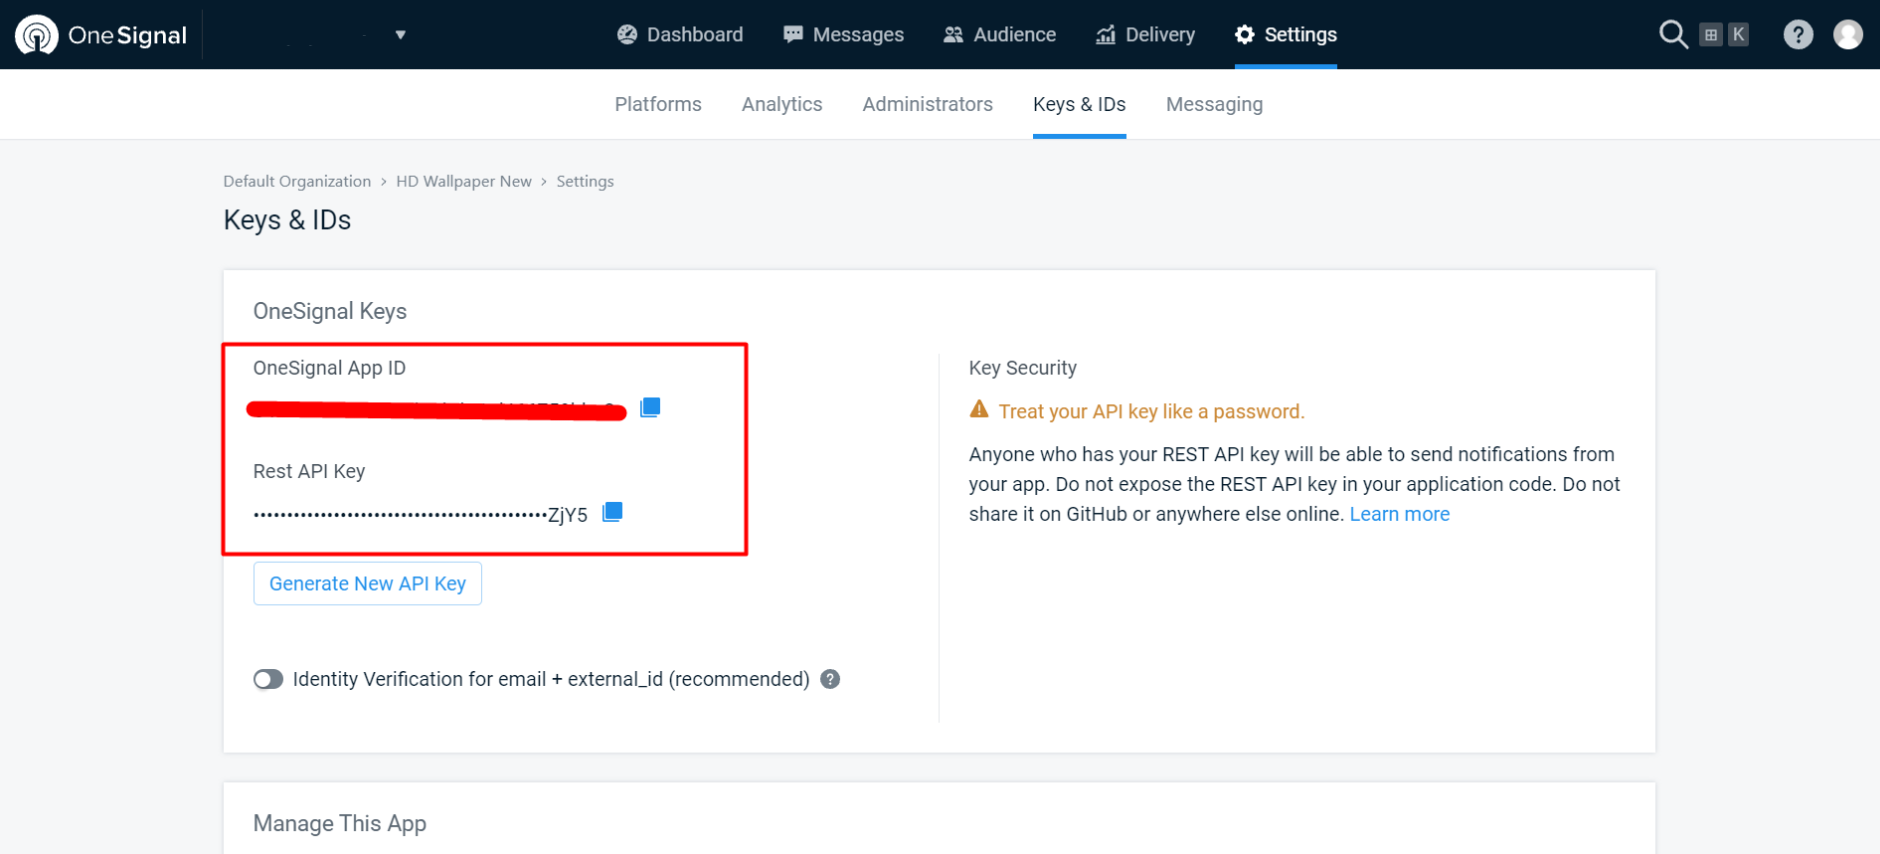 OneSignal
Dashboard
Messages
Audience
Delivery
Settings
K
?
Platforms
Analytics
Administrators
Keys & IDs
Messaging
Default Organization > HD Wallpaper New > Settings
Keys & IDs
OneSignal Keys
OneSignal App ID
Rest API Key
••••••••••••••••••••••••••••••••••••••••••••ZjY5
Generate New API Key
Identity Verification for email + external_id (recommended) ?
Key Security
Treat your API key like a password.
Anyone who has your REST API key will be able to send notifications from
your app. Do not expose the REST API key in your application code. Do not
share it on GitHub or anywhere else online. Learn more
Manage This App